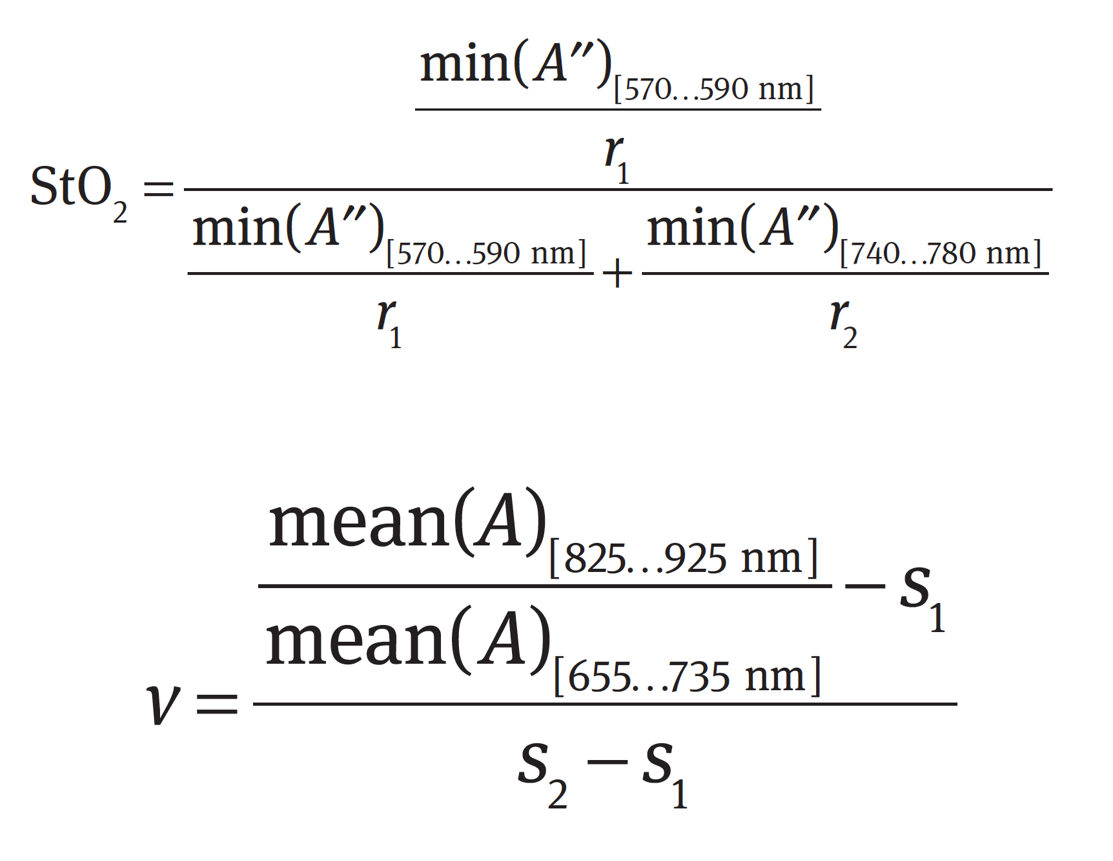 min(A″)[570…590 nm]
r1
StO2 =
min(A″)[570…590 nm] + min(A″)[740…780 nm]
r1 r2
mean(A)[825…925 nm] − s1
mean(A)[655…735 nm]
v =
s2 − s1